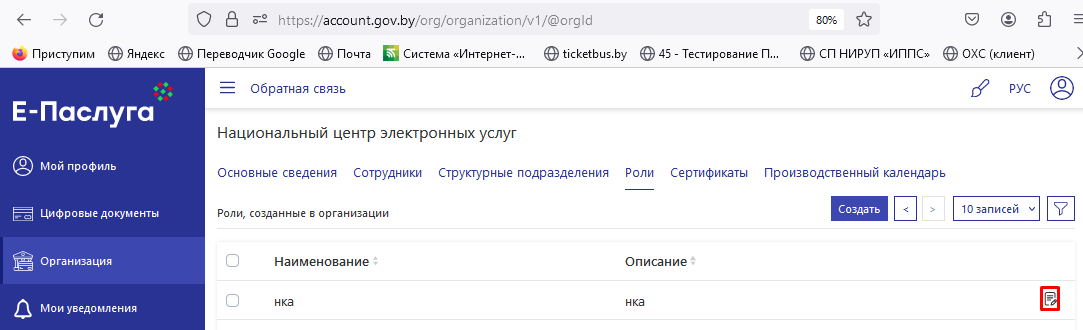 https://account.gov.by/org/organization/v1/@orgId 80%
Приступим Яндекс Переводчик Google Почта Система «Интернет-... ticketbus.by 45 - Тестирование П... СП НИРУП «ИППС» ОХС (клиент)
Е-Паслуга
Обратная связь РУС
Национальный центр электронных услуг
Мой профиль
Основные сведения Сотрудники Структурные подразделения Роли Сертификаты Производственный календарь
Цифровые документы
Роли, созданные в организации Создать < > 10 записей
Организация
Наименование Описание
Мои уведомления
нка нка